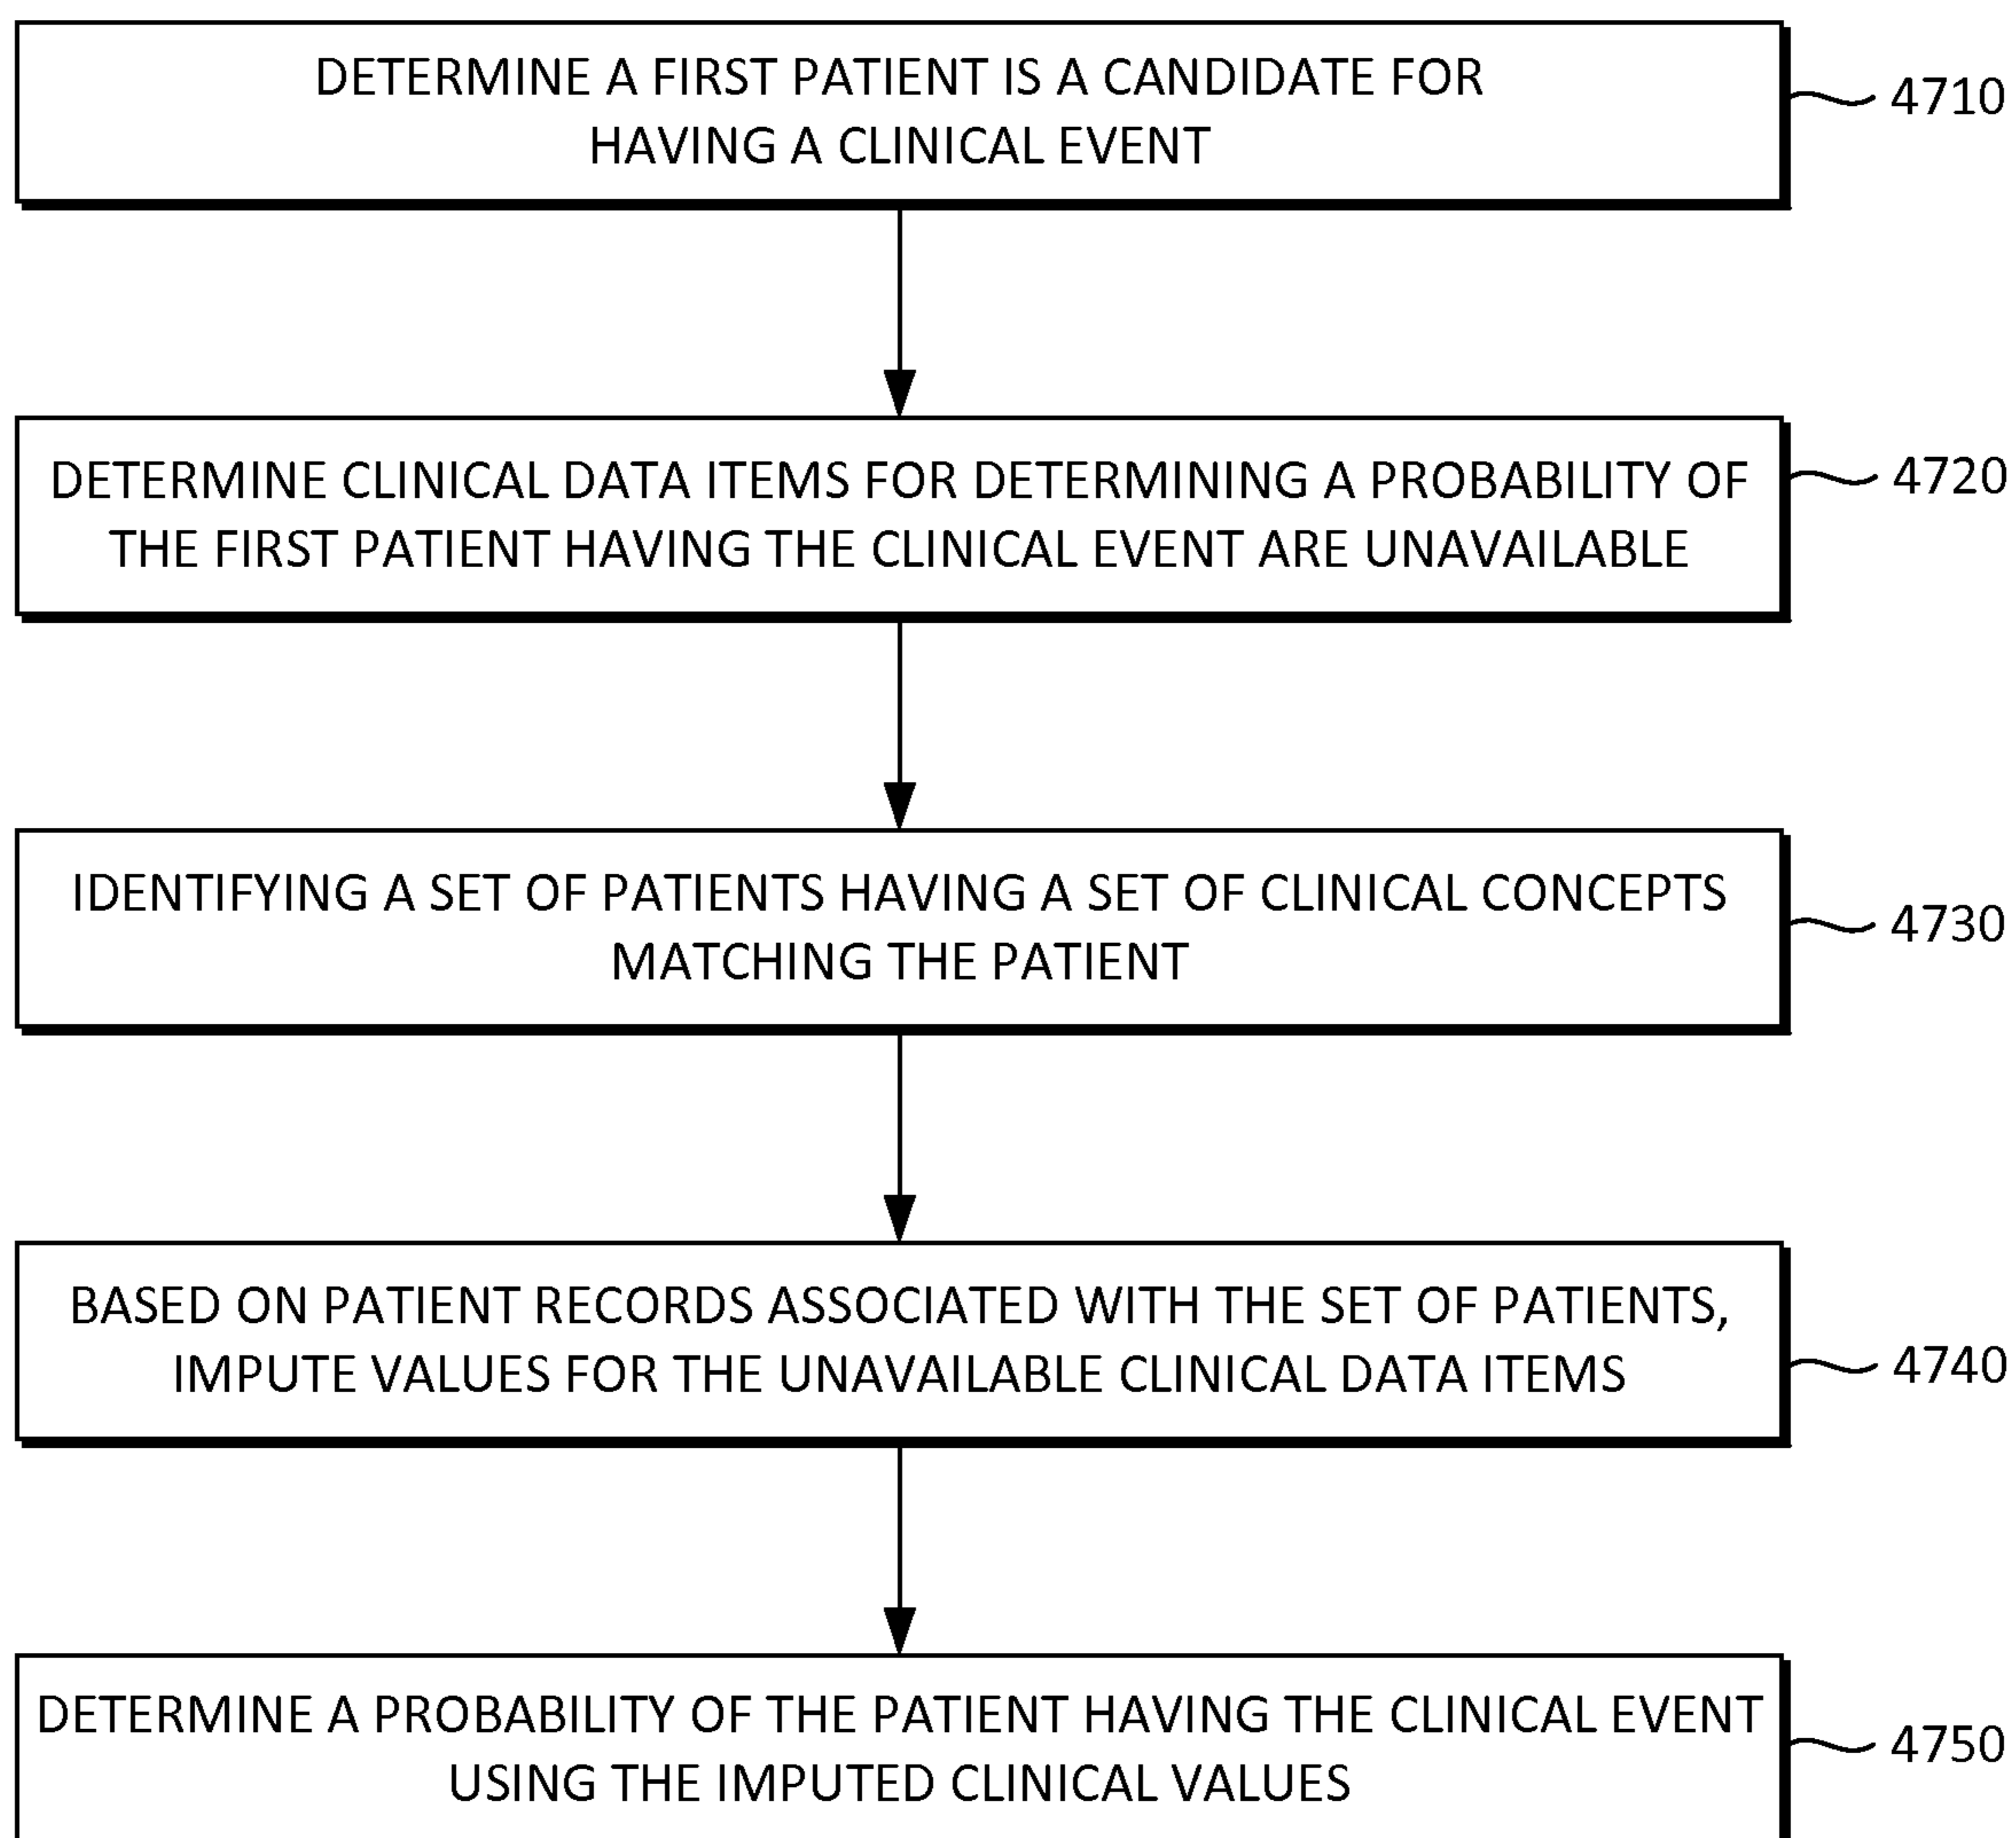 DETERMINE A FIRST PATIENT IS A CANDIDATE FOR
HAVING A CLINICAL EVENT
4710
DETERMINE CLINICAL DATA ITEMS FOR DETERMINING A PROBABILITY OF
THE FIRST PATIENT HAVING THE CLINICAL EVENT ARE UNAVAILABLE
4720
IDENTIFYING A SET OF PATIENTS HAVING A SET OF CLINICAL CONCEPTS
MATCHING THE PATIENT
4730
BASED ON PATIENT RECORDS ASSOCIATED WITH THE SET OF PATIENTS,
IMPUTE VALUES FOR THE UNAVAILABLE CLINICAL DATA ITEMS
4740
DETERMINE A PROBABILITY OF THE PATIENT HAVING THE CLINICAL EVENT
USING THE IMPUTED CLINICAL VALUES
4750